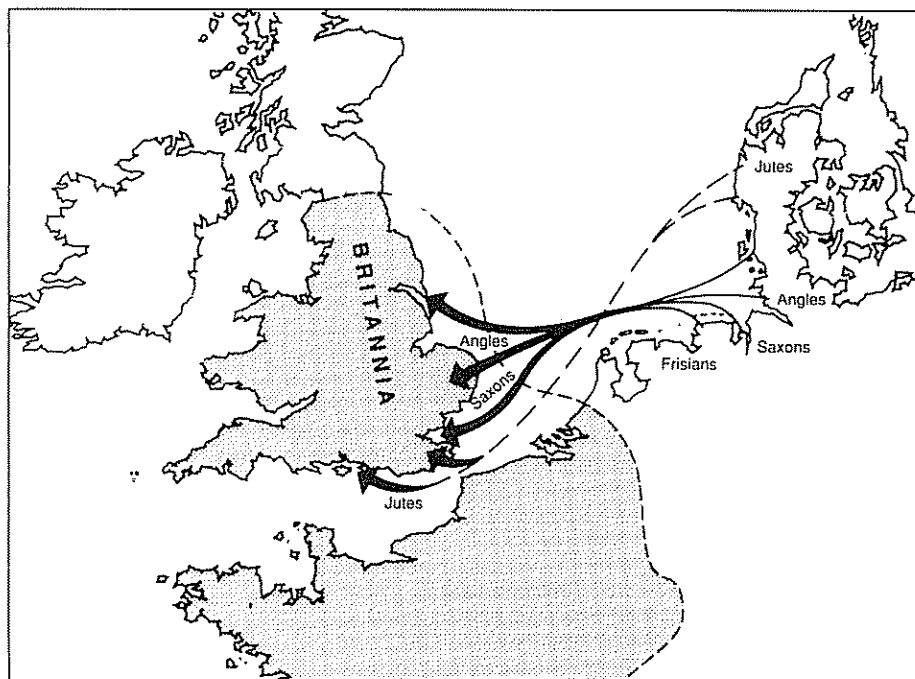 Jutes
BRITANNIA
Angles
Angles
Saxons
Frisians
Saxons
Jutes